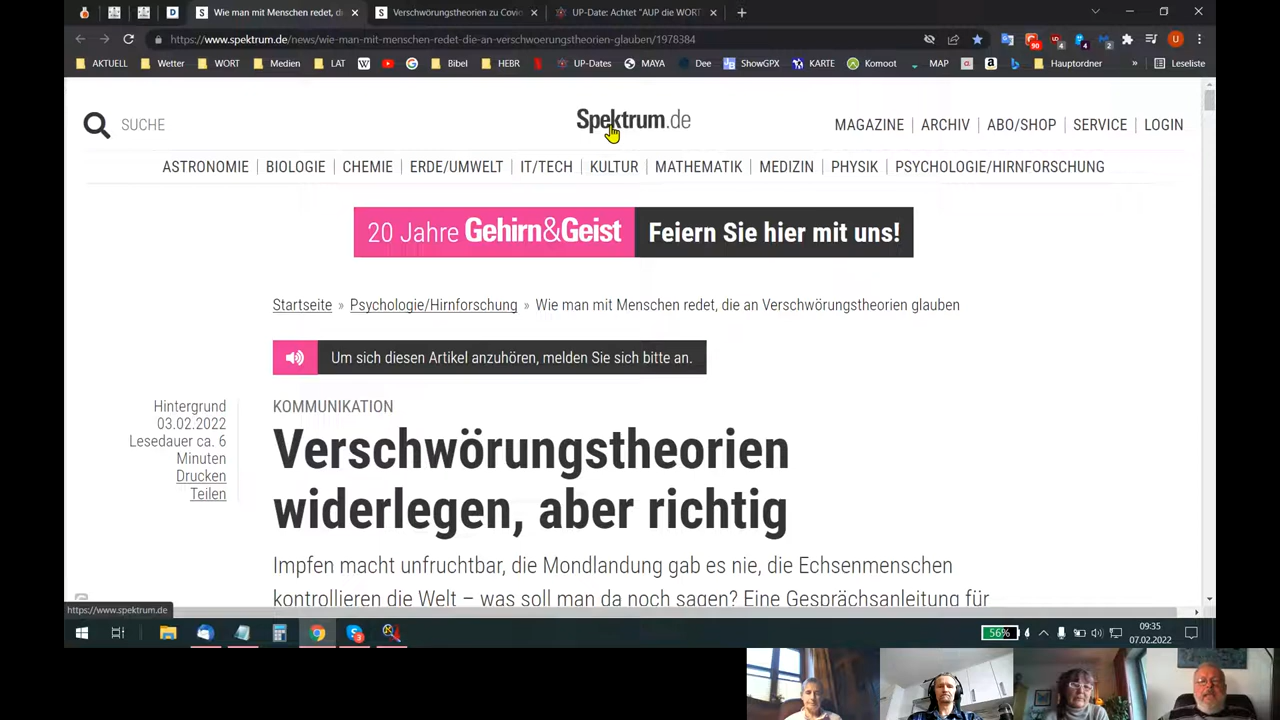 Wie man mit Menschen redet, d
Verschwörungstheorien zu Covi
UP-Date: Achtet "AUP die WORT
https://www.spektrum.de/news/wie-man-mit-menschen-redet-die-an-verschwoerungstheorien-glauben/1978384
AKTUELL Wetter WORT Medien LAT Bibel HEBR UP-Dates MAYA Dee ShowGPX KARTE Komoot MAP Hauptordner Leseliste
SUCHE
Spektrum.de
MAGAZINE | ARCHIV | ABO/SHOP | SERVICE | LOGIN
ASTRONOMIE | BIOLOGIE | CHEMIE | ERDE/UMWELT | IT/TECH | KULTUR | MATHEMATIK | MEDIZIN | PHYSIK | PSYCHOLOGIE/HIRNFORSCHUNG
20 Jahre Gehirn&Geist Feiern Sie hier mit uns!
Startseite » Psychologie/Hirnforschung » Wie man mit Menschen redet, die an Verschwörungstheorien glauben
Um sich diesen Artikel anzuhören, melden Sie sich bitte an.
Hintergrund
03.02.2022
Lesedauer ca. 6
Minuten
Drucken
Teilen
KOMMUNIKATION
Verschwörungstheorien
widerlegen, aber richtig
Impfen macht unfruchtbar, die Mondlandung gab es nie, die Echsenmenschen
kontrollieren die Welt – was soll man da noch sagen? Eine Gesprächsanleitung für
https://www.spektrum.de
56%
09:35
07.02.2022